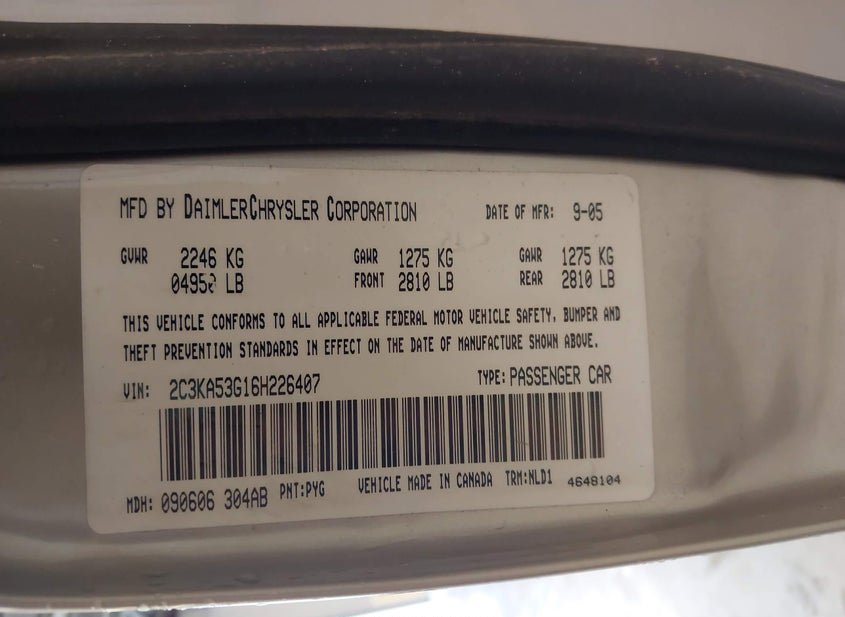 MFD BY DAIMLERCHRYSLER CORPORATION DATE OF MFR: 9-05
GVWR 2246 KG GAWR 1275 KG GAWR 1275 KG
LB FRONT 2810 LB REAR 2810 LB
THIS VEHICLE CONFORMS TO ALL APPLICABLE FEDERAL MOTOR VEHICLE SAFETY, BUMPER AND
THEFT PREVENTION STANDARDS IN EFFECT ON THE DATE OF MANUFACTURE SHOWN ABOVE.
VIN: 2C3KA53G16H226407 TYPE: PASSENGER CAR
MDH: 090606 304AB PNT:PYG VEHICLE MADE IN CANADA TRM:NLD1 4648104